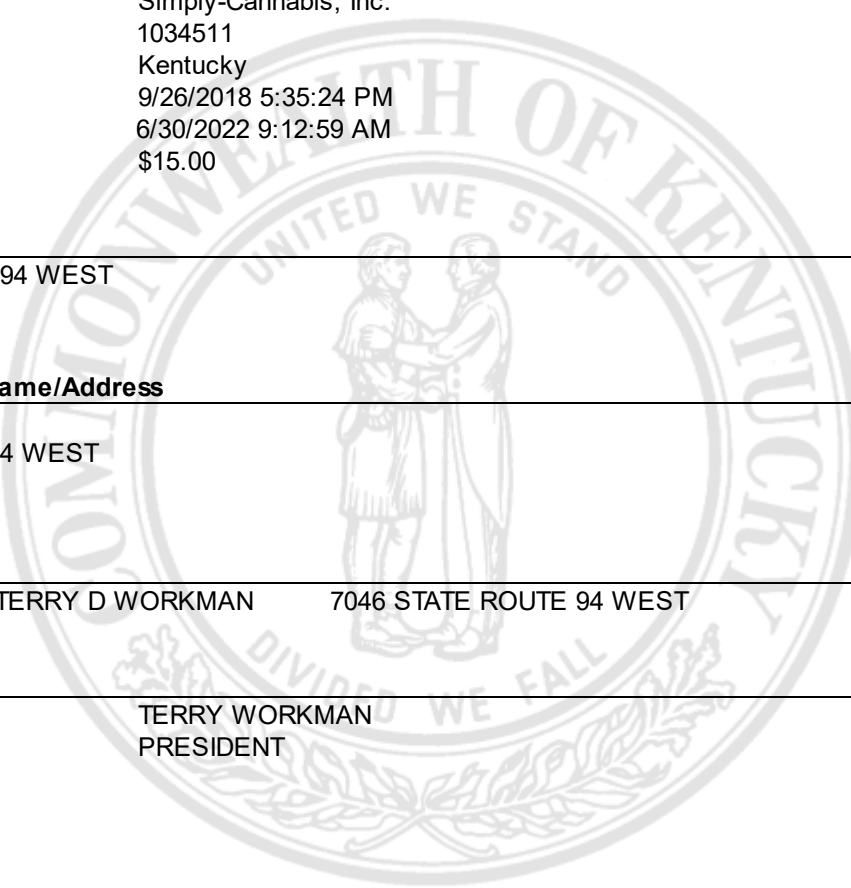 Simply-Cannabis, Inc.
1034511
Kentucky
9/26/2018 5:35:24 PM
6/30/2022 9:12:59 AM
$15.00
94 WEST
ame/Address
4 WEST
TERRY D WORKMAN 7046 STATE ROUTE 94 WEST
TERRY WORKMAN
PRESIDENT
COMMONWEALTH OF KENTUCKY
UNITED WE STAND
DIVIDED WE FALL